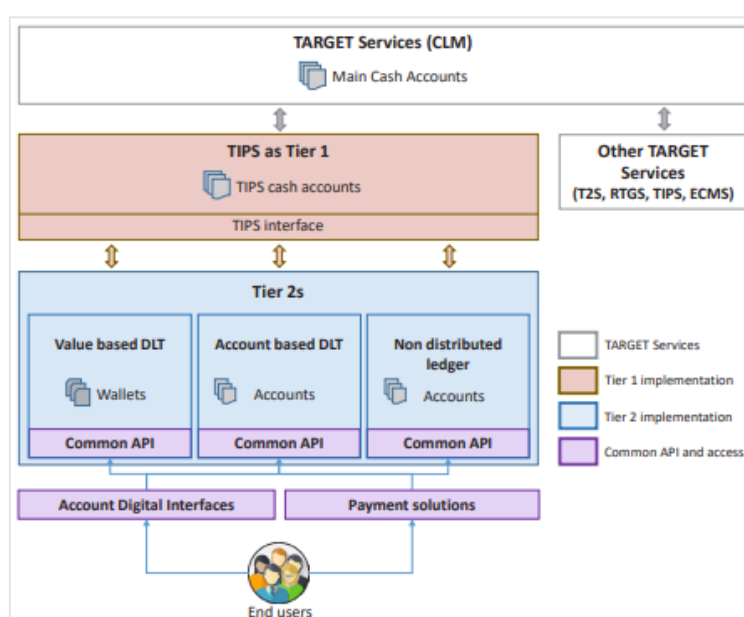 TARGET Services (CLM)
Main Cash Accounts
TIPS as Tier 1
TIPS cash accounts
TIPS interface
Other TARGET
Services
(T2S, RTGS, TIPS, ECMS)
Tier 2s
Value based DLT
Wallets
Common API
Account based DLT
Accounts
Common API
Non distributed
ledger
Accounts
Common API
TARGET Services
Tier 1 implementation
Tier 2 implementation
Common API and access
Account Digital Interfaces
Payment solutions
End users